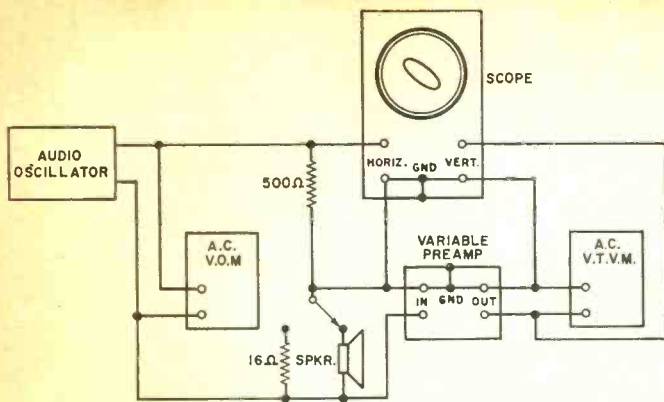 SCOPE
HORIZ. GND VERT.
AUDIO
OSCILLATOR
500Ω
A.C.
V.O.M
VARIABLE
PREAMP
IN GND OUT
A.C.
V.T.V.M.
16Ω SPKR.